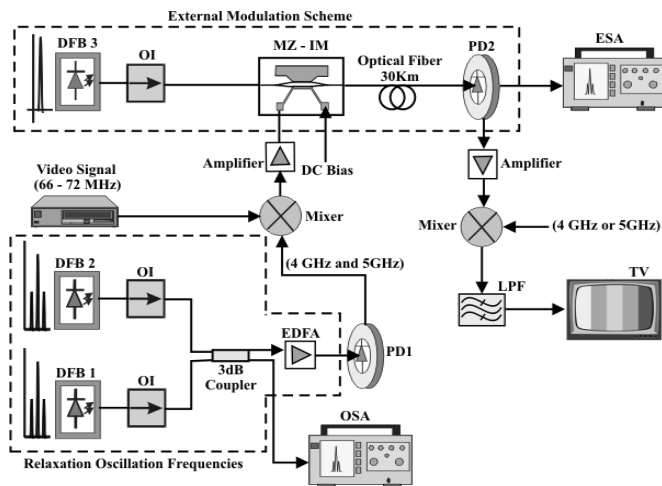 External Modulation Scheme
DFB 3
OI
MZ - IM
Optical Fiber
30Km
PD2
ESA
Amplifier
DC Bias
Amplifier
Video Signal
(66 - 72 MHz)
Mixer
Mixer
(4 GHz or 5GHz)
(4 GHz and 5GHz)
DFB 2
OI
LPF
TV
EDFA
PD1
3dB
Coupler
DFB 1
OI
OSA
Relaxation Oscillation Frequencies